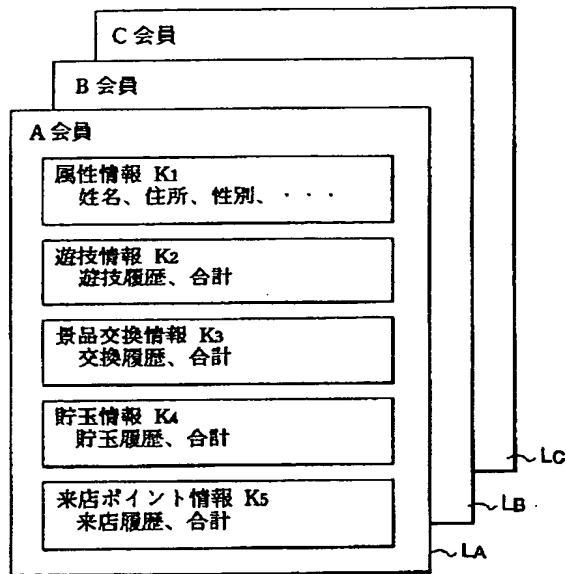 C 会員
B 会員
A 会員
属性情報 K1
姓名、住所、性別、・・・
遊技情報 K2
遊技履歴、合計
景品交換情報 K3
交換履歴、合計
貯玉情報 K4
貯玉履歴、合計
来店ポイント情報 K5
来店履歴、合計
LC
LB
LA